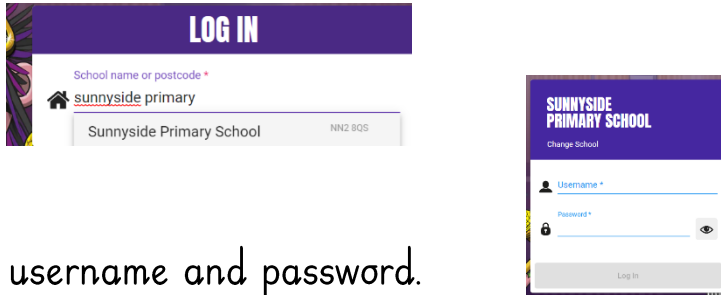 LOG IN
School name or postcode *
sunnyside primary
Sunnyside Primary School NN2 8QS
SUNNYSIDE
PRIMARY SCHOOL
Change School
Username *
Password *
Log In
username and password.